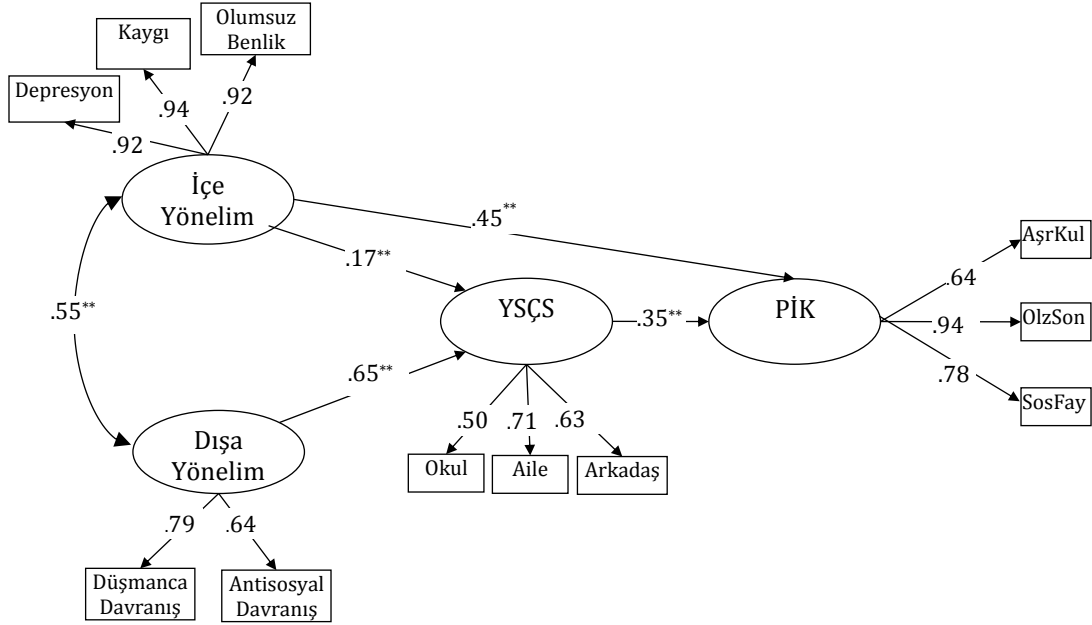 Kaygı
Olumsuz
Benlik
Depresyon
.92
.94
.92
İçe
Yönelim
.45**
.17**
.55**
YSÇS
.35**
PİK
AşrKul
.64
OlzSon
.94
.78
SosFay
.65**
Dışa
Yönelim
.50
.71
.63
Okul
Aile
Arkadaş
.79
.64
Düşmanca
Davranış
Antisosyal
Davranış